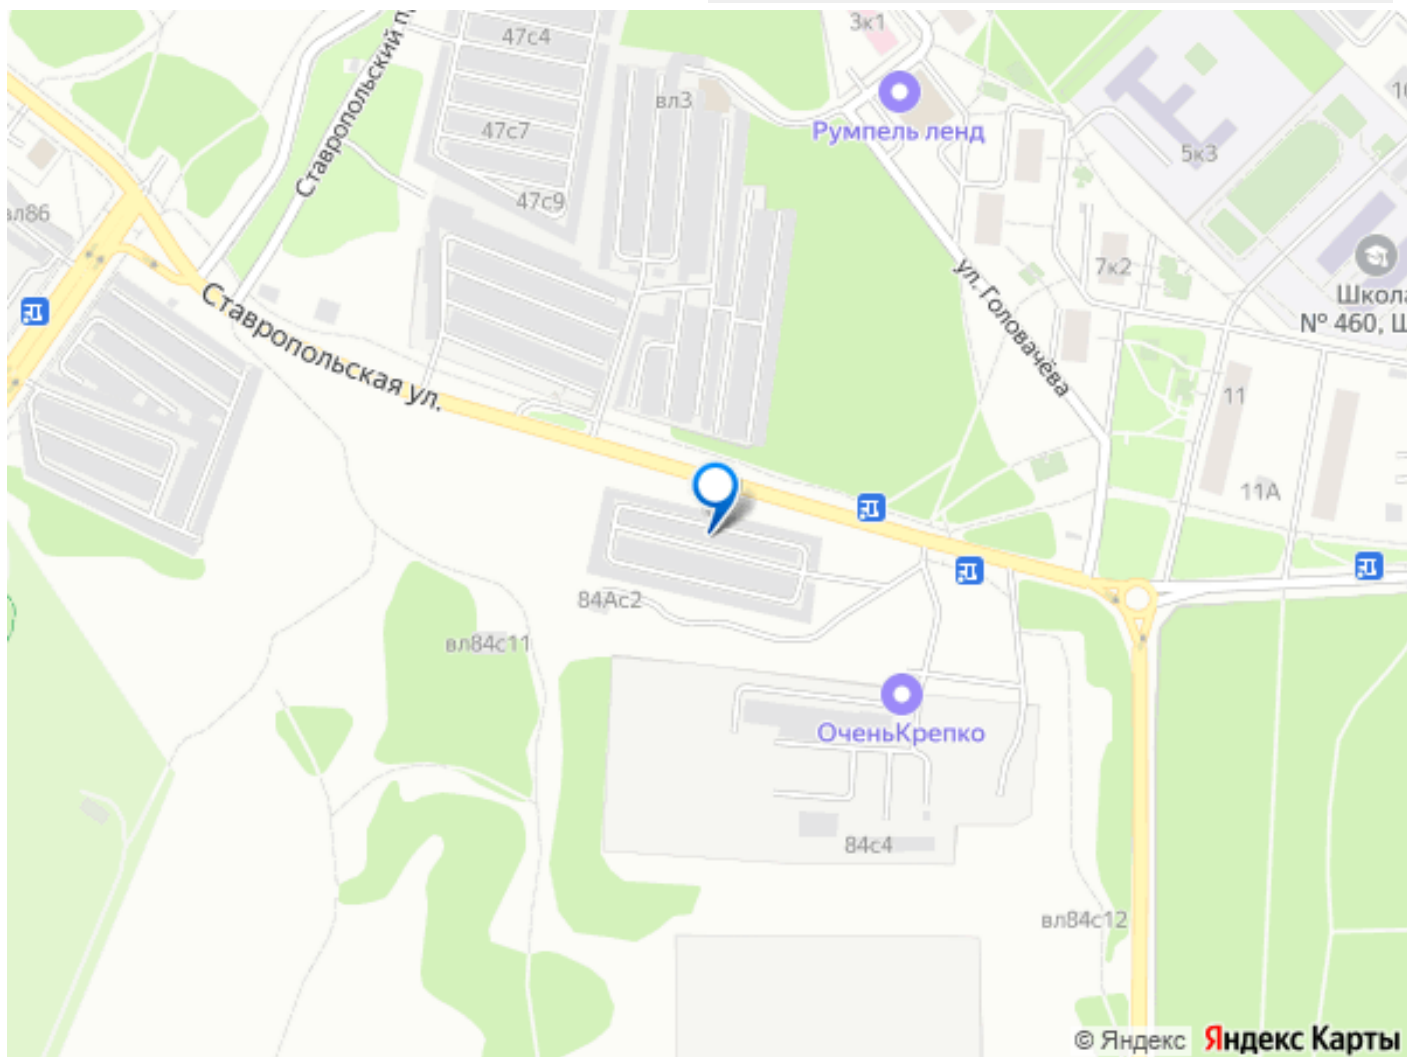 3к1
47с4
Ставропольский п
вл3
Румпель ленд
47с7
5к3
47с9
вл86
ул. Головачёва
7к2
Школа
№ 460, Ш
Ставропольская ул.
11
11А
84Ас2
вл84с11
ОченьКрепко
84с4
вл84с12
© Яндекс Яндекс Карты